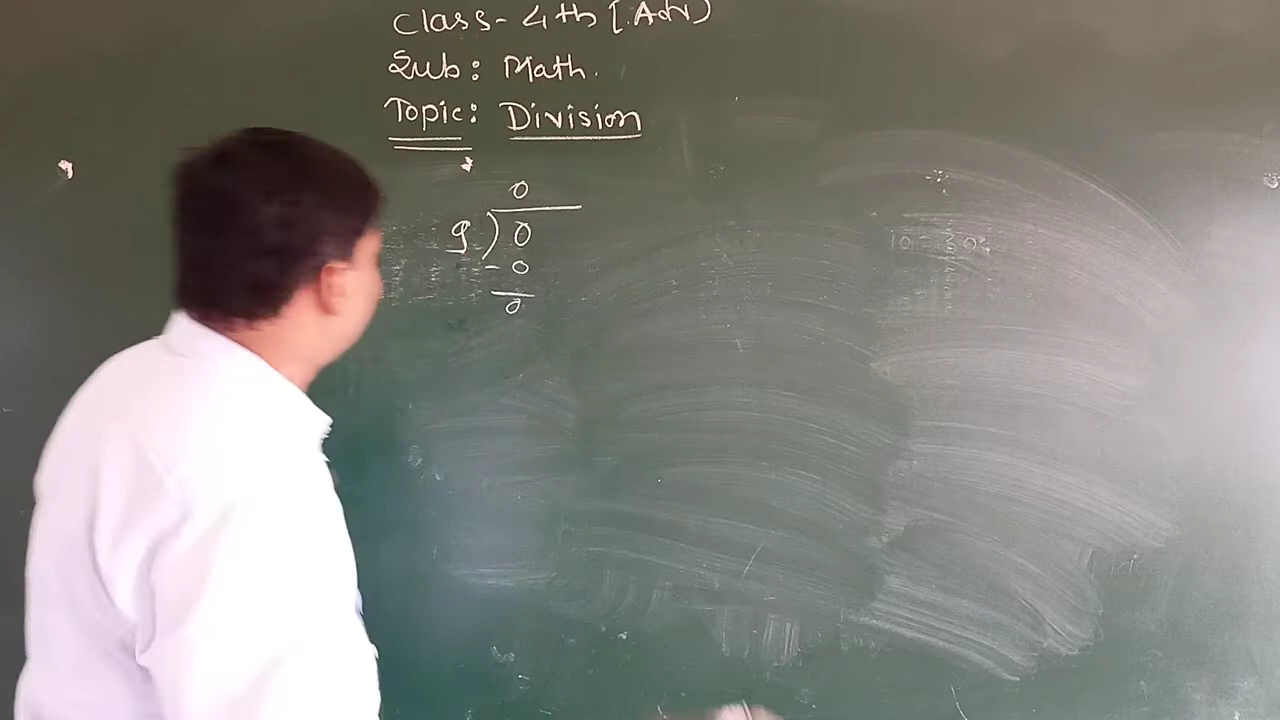 Class- 4th [Adv)
Sub: Math.
Topic: Division
0
9 ) 0
- 0
0